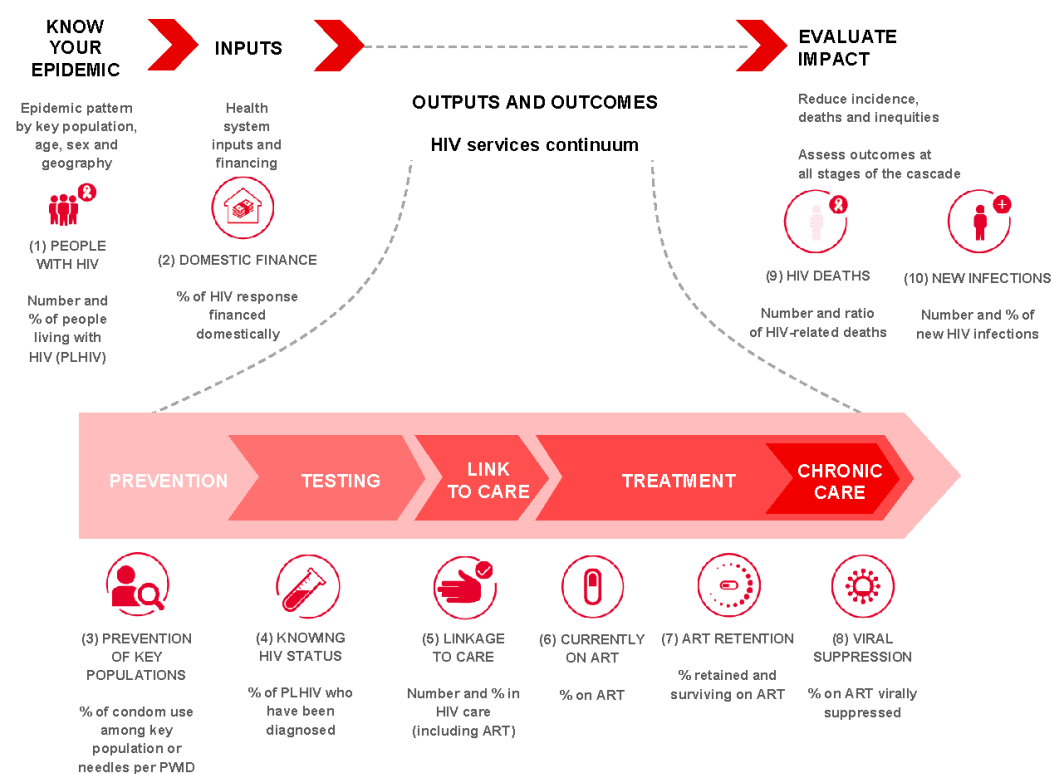 KNOW
YOUR
EPIDEMIC
Epidemic pattern
by key population,
age, sex and
geography
(1) PEOPLE
WITH HIV
Number and
% of people
living with
HIV (PLHIV)
INPUTS
Health
system
inputs and
financing
(2) DOMESTIC FINANCE
% of HIV response
financed
domestically
OUTPUTS AND OUTCOMES
HIV services continuum
EVALUATE
IMPACT
Reduce incidence,
deaths and inequities
Assess outcomes at
all stages of the cascade
(9) HIV DEATHS
Number and ratio
of HIV-related deaths
(10) NEW INFECTIONS
Number and % of
new HIV infections
PREVENTION
TESTING
LINK
TO CARE
TREATMENT
CHRONIC
CARE
(3) PREVENTION
OF KEY
POPULATIONS
% of condom use
among key
population or
needles per PWID
(4) KNOWING
HIV STATUS
% of PLHIV who
have been
diagnosed
(5) LINKAGE
TO CARE
Number and % in
HIV care
(including ART)
(6) CURRENTLY
ON ART
% on ART
(7) ART RETENTION
% retained and
surviving on ART
(8) VIRAL
SUPPRESSION
% on ART virally
suppressed